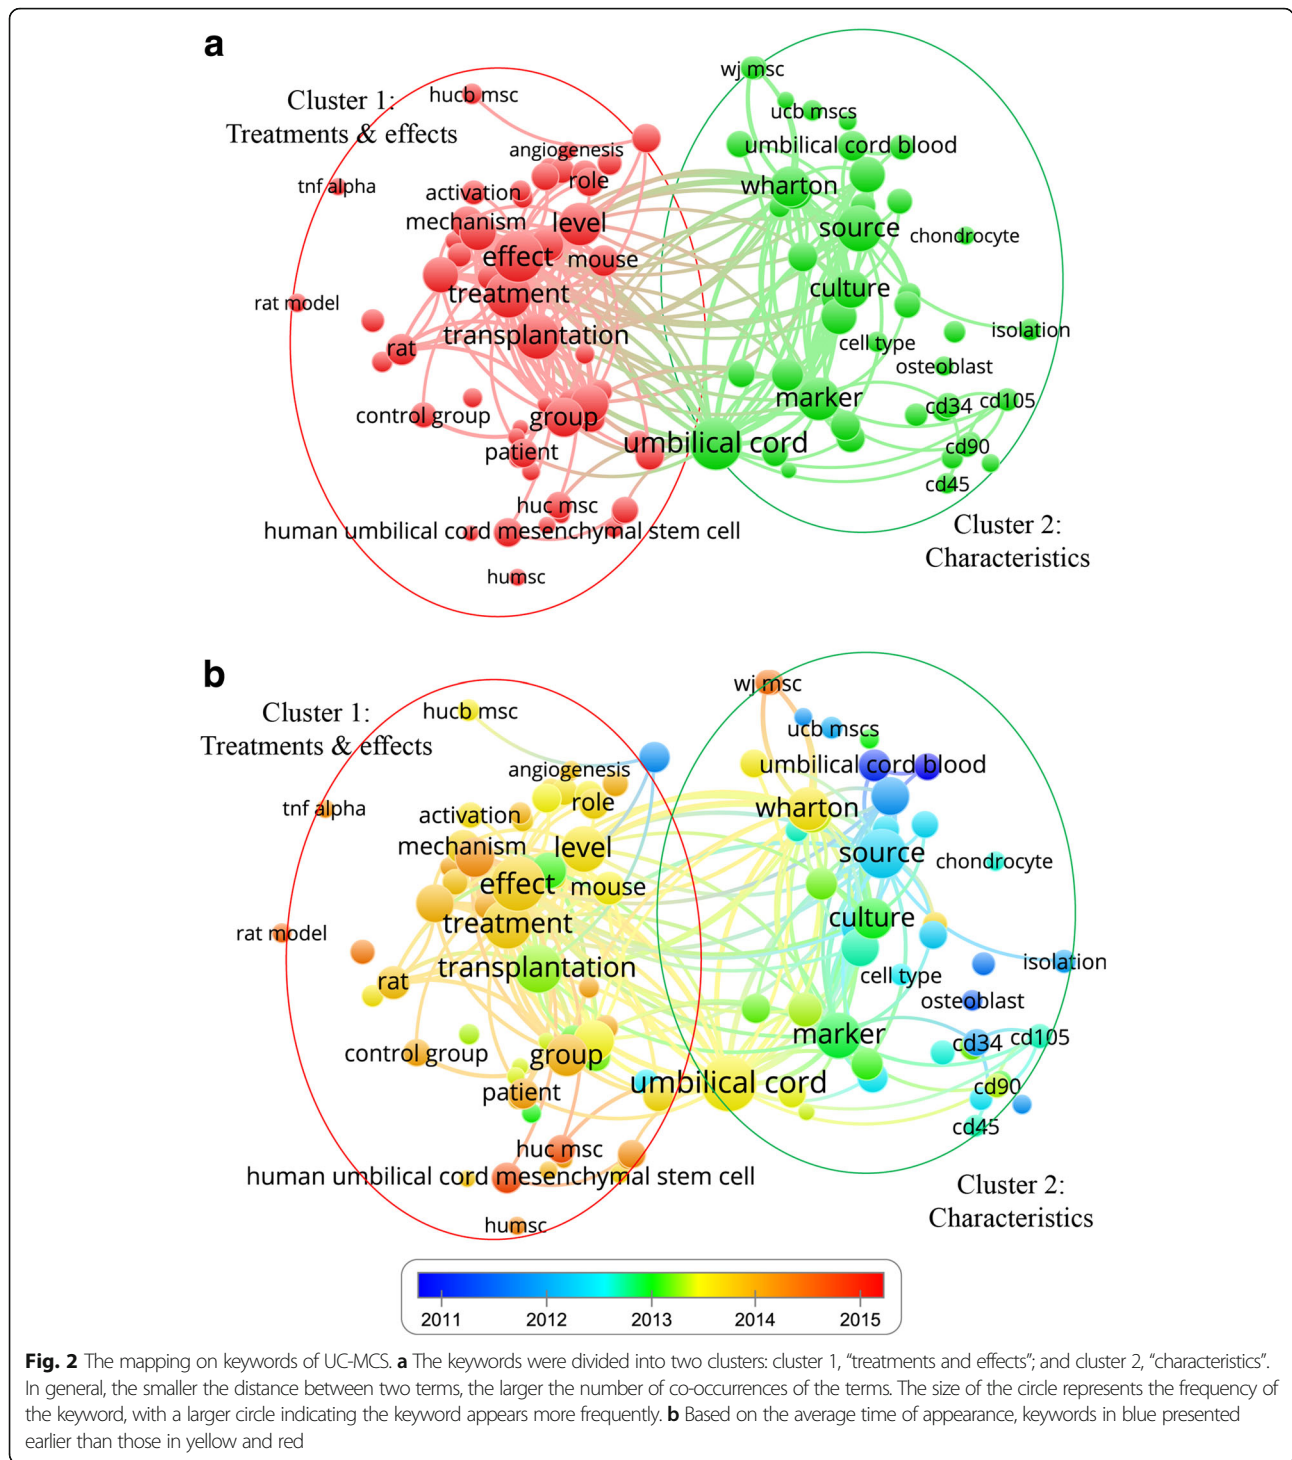 a
Cluster 1:
Treatments & effects
hucb msc
angiogenesis
tnf alpha
activation
role
mechanism
level
effect
mouse
rat model
treatment
transplantation
rat
control group
group
patient
huc msc
human umbilical cord mesenchymal stem cell
humsc
wj msc
ucb mscs
umbilical cord blood
wharton
source
chondrocyte
culture
isolation
cell type
osteoblast
marker
cd34
cd105
umbilical cord
cd90
cd45
Cluster 2:
Characteristics
b
Cluster 1:
Treatments & effects
hucb msc
angiogenesis
tnf alpha
activation
role
mechanism
level
effect
mouse
treatment
rat model
transplantation
rat
control group
group
patient
huc msc
human umbilical cord mesenchymal stem cell
humsc
wj msc
ucb mscs
umbilical cord blood
wharton
source
chondrocyte
culture
isolation
cell type
osteoblast
marker
cd34
cd105
umbilical cord
cd90
cd45
Cluster 2:
Characteristics
2011 2012 2013 2014 2015
Fig. 2 The mapping on keywords of UC-MCS. a The keywords were divided into two clusters: cluster 1, “treatments and effects”; and cluster 2, “characteristics”.
In general, the smaller the distance between two terms, the larger the number of co-occurrences of the terms. The size of the circle represents the frequency of
the keyword, with a larger circle indicating the keyword appears more frequently. b Based on the average time of appearance, keywords in blue presented
earlier than those in yellow and red